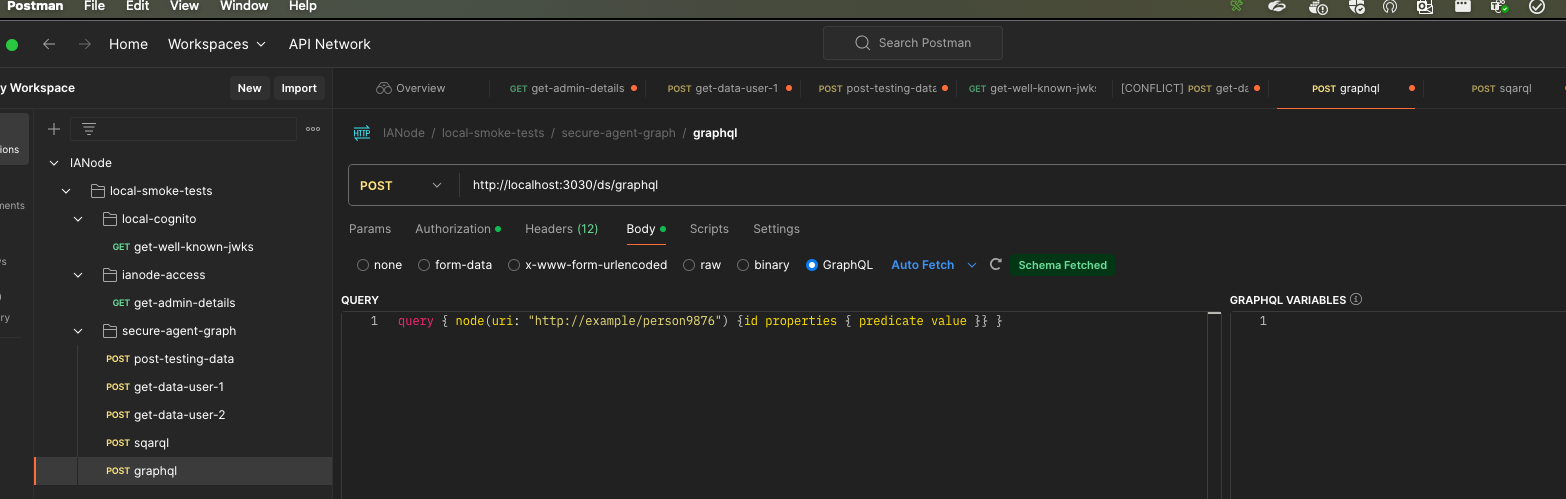 Postman File Edit View Window Help
Home Workspaces API Network Search Postman
y Workspace New Import
Overview GET get-admin-details POST get-data-user-1 POST post-testing-data GET get-well-known-jwks [CONFLICT] POST get-da POST graphql POST sqarql
ions
HTTP IANode / local-smoke-tests / secure-agent-graph / graphql
IANode
POST http://localhost:3030/ds/graphql
local-smoke-tests
ments
local-cognito
Params Authorization Headers (12) Body Scripts Settings
GET get-well-known-jwks
vs
none form-data x-www-form-urlencoded raw binary GraphQL Auto Fetch Schema Fetched
ianode-access
QUERY GRAPHQL VARIABLES
GET get-admin-details
ry
1 query { node(uri: "http://example/person9876") {id properties { predicate value }} } 1
secure-agent-graph
POST post-testing-data
POST get-data-user-1
POST get-data-user-2
POST sqarql
POST graphql